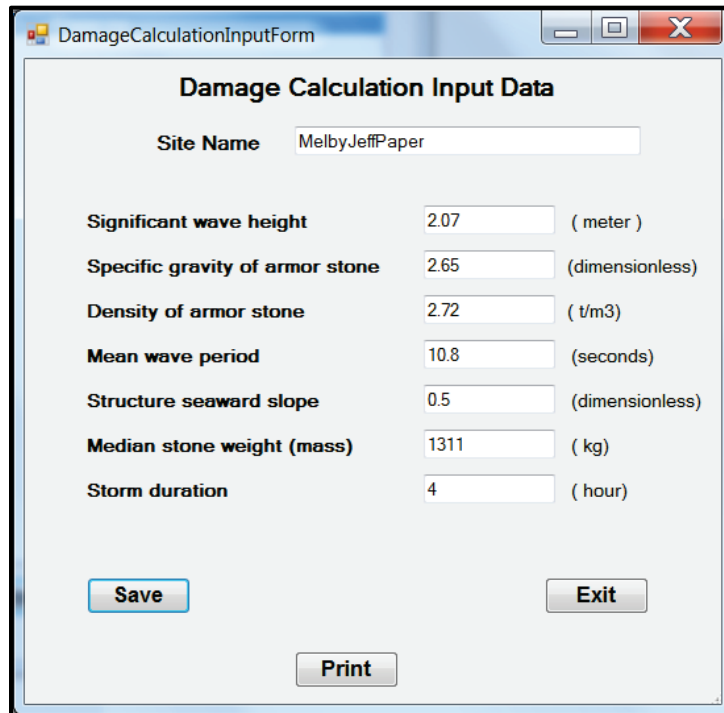 DamageCalculationInputForm
Damage Calculation Input Data
Site Name MelbyJeffPaper
Significant wave height 2.07 ( meter )
Specific gravity of armor stone 2.65 (dimensionless)
Density of armor stone 2.72 ( t/m3)
Mean wave period 10.8 (seconds)
Structure seaward slope 0.5 (dimensionless)
Median stone weight (mass) 1311 ( kg)
Storm duration 4 ( hour)
Save Exit
Print